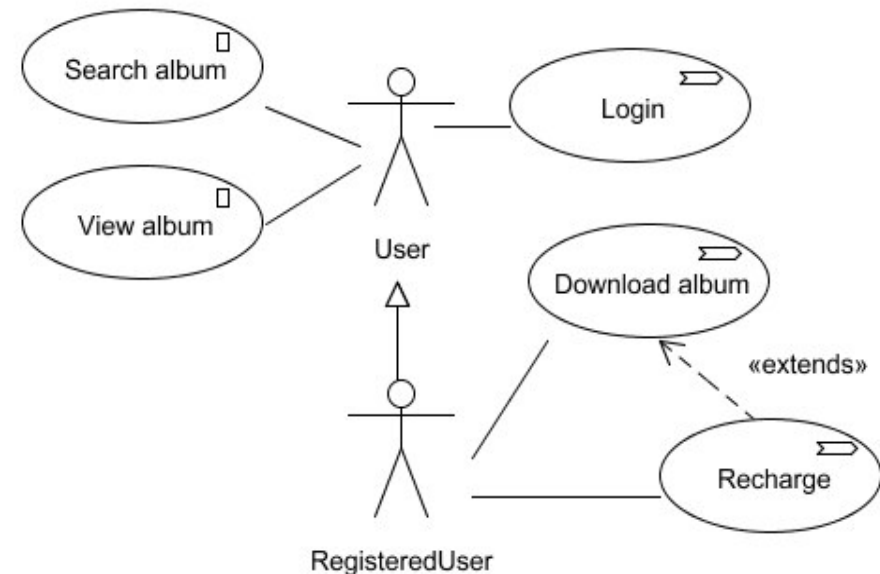 Search album
Login
View album
User
Download album
«extends»
Recharge
RegisteredUser